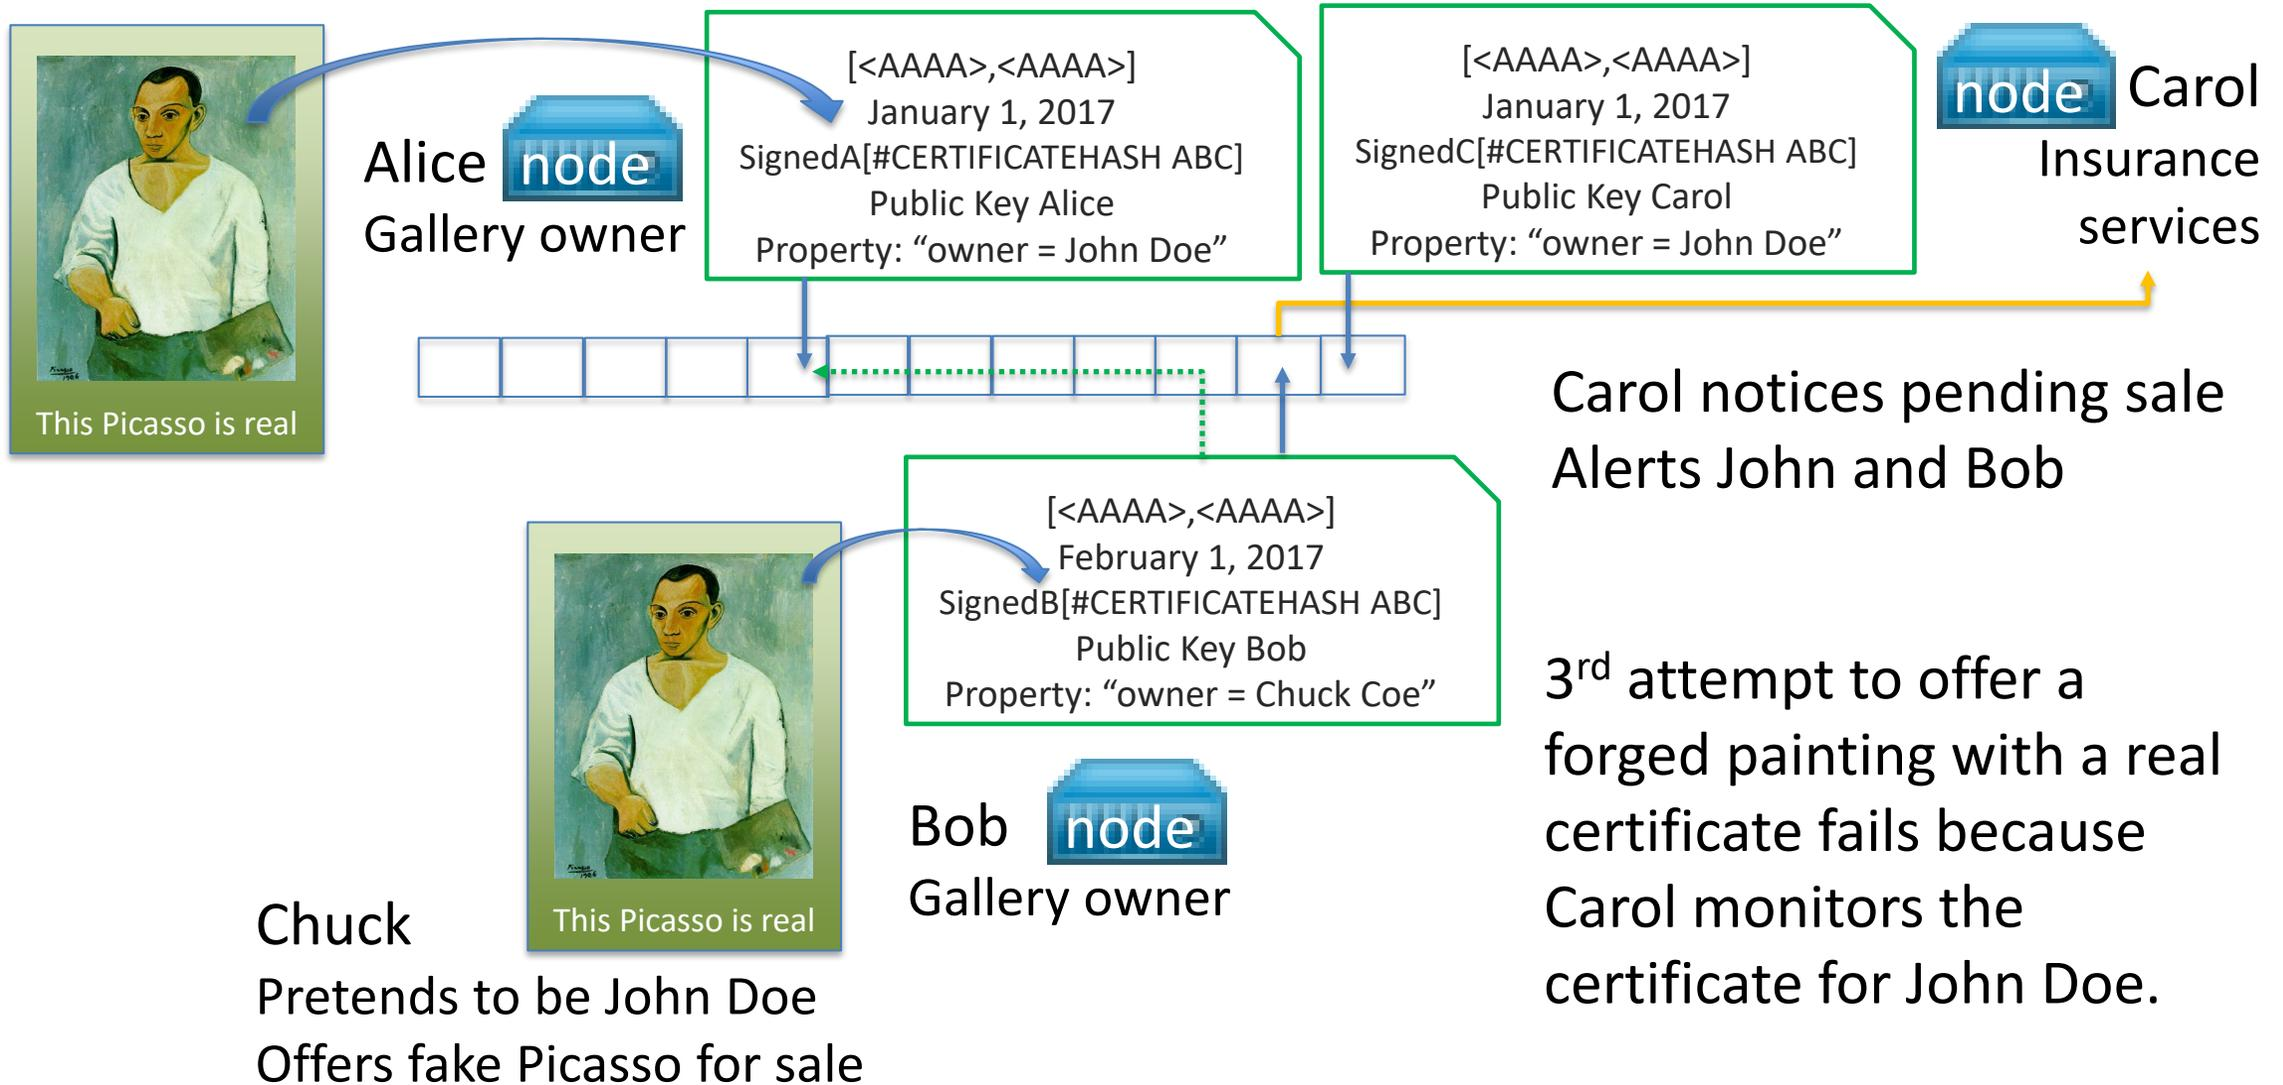 This Picasso is real
Alice
node
Gallery owner
[<AAAA>,<AAAA>]
January 1, 2017
SignedA[#CERTIFICATEHASH ABC]
Public Key Alice
Property: “owner = John Doe”
[<AAAA>,<AAAA>]
January 1, 2017
SignedC[#CERTIFICATEHASH ABC]
Public Key Carol
Property: “owner = John Doe”
node
Carol
Insurance
services
Carol notices pending sale
Alerts John and Bob
[<AAAA>,<AAAA>]
February 1, 2017
SignedB[#CERTIFICATEHASH ABC]
Public Key Bob
Property: “owner = Chuck Coe”
This Picasso is real
Bob
node
Gallery owner
Chuck
Pretends to be John Doe
Offers fake Picasso for sale
3rd attempt to offer a
forged painting with a real
certificate fails because
Carol monitors the
certificate for John Doe.